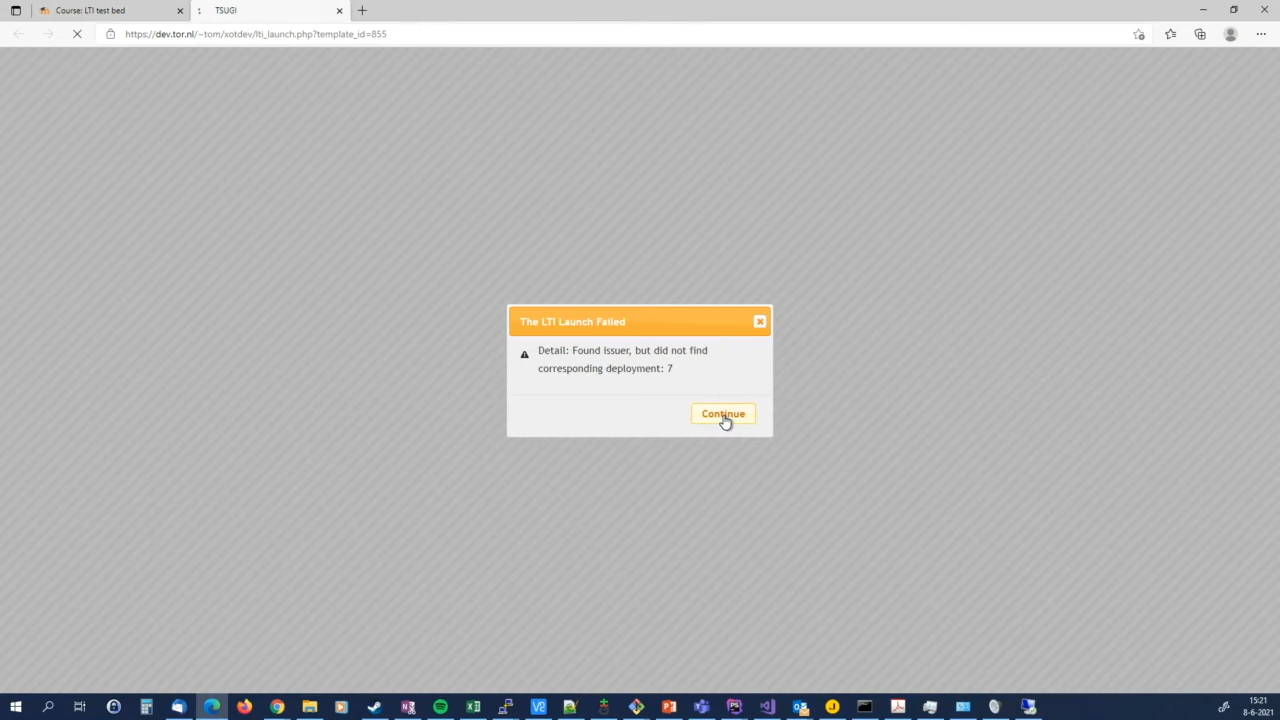 Course: LTI test bed
TSUGI
https://dev.tor.nl/~tom/xotdev/lti_launch.php?template_id=855
The LTI Launch Failed
Detail: Found issuer, but did not find
corresponding deployment: 7
Continue
15:21
8-6-2021